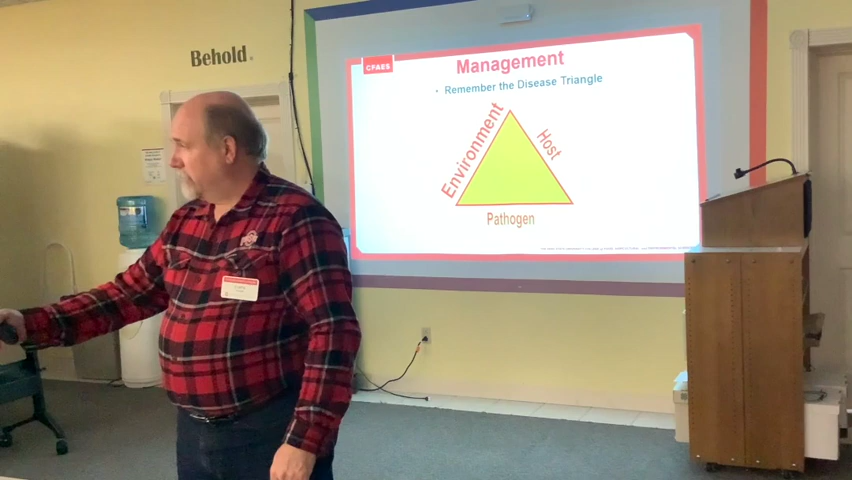 Behold.
CFAES
Management
• Remember the Disease Triangle
Environment
Host
Pathogen